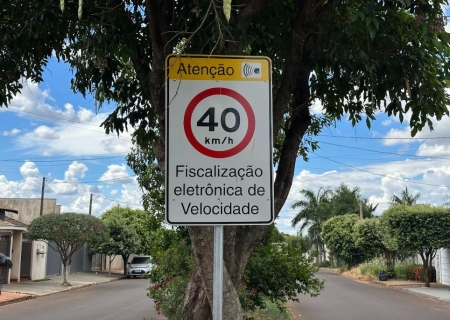 Atenção
40
km/h
Fiscalização
eletrônica de
Velocidade